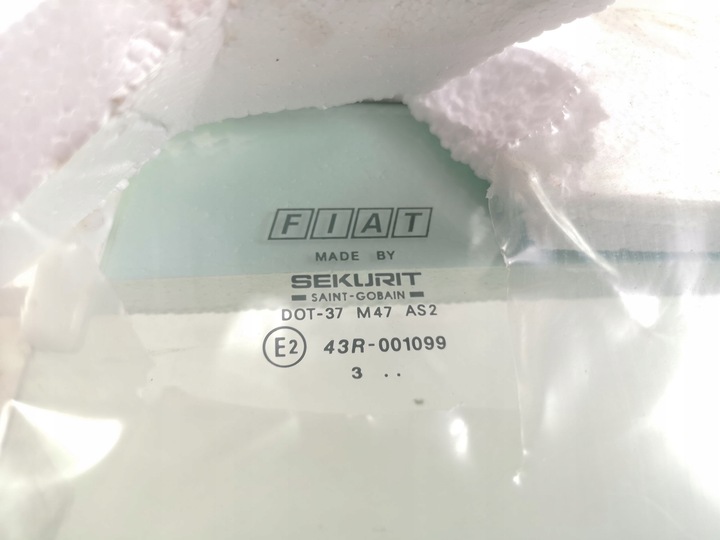 FIAT
MADE BY
SEKURIT
SAINT-GOBAIN
DOT-37 M47 AS2
E2 43R-001099
3 ..